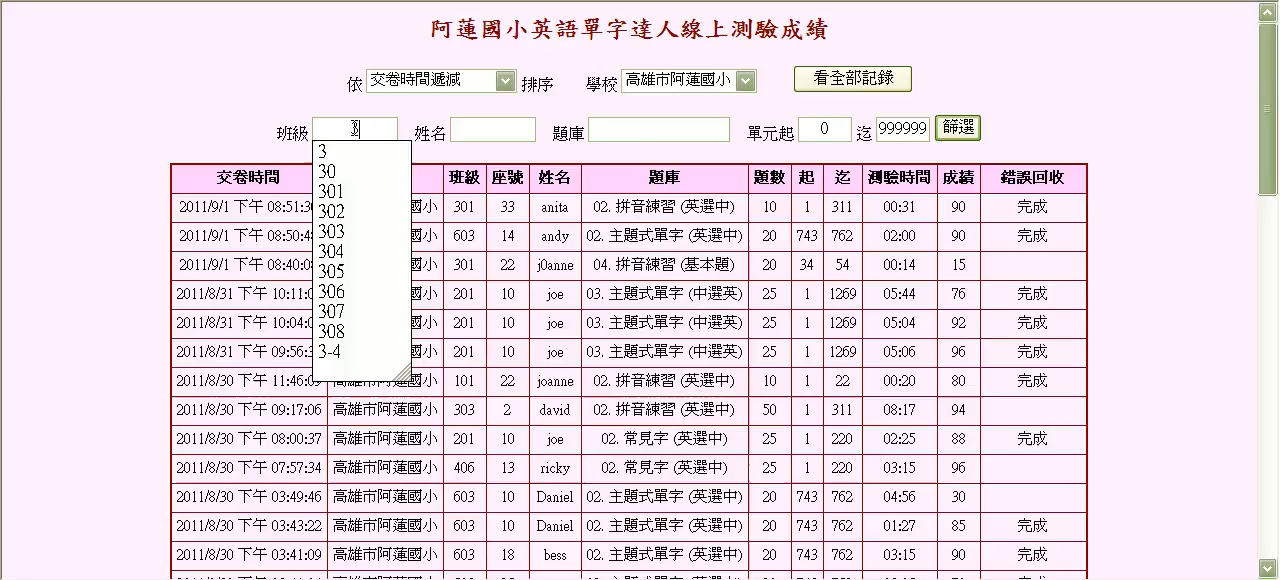 阿蓮國小英語單字達人線上測驗成績
依 交卷時間遞減 排序 學校 高雄市阿蓮國小 看全部記錄
班級 3 姓名 題庫 單元起 0 迄 999999 篩選
3
30
301
302
303
304
305
306
307
308
3-4
交卷時間 班級 座號 姓名 題庫 題數 起 迄 測驗時間 成績 錯誤回收
2011/9/1 下午 08:51:3 國小 301 33 anita 02. 拼音練習 (英選中) 10 1 311 00:31 90 完成
2011/9/1 下午 08:50:4 國小 603 14 andy 02. 主題式單字 (英選中) 20 743 762 02:00 90 完成
2011/9/1 下午 08:40:0 國小 301 22 j0anne 04. 拼音練習 (基本題) 20 34 54 00:14 15
2011/8/31 下午 10:11:0 國小 201 10 joe 03. 主題式單字 (中選英) 25 1 1269 05:44 76 完成
2011/8/31 下午 10:04:0 國小 201 10 joe 03. 主題式單字 (中選英) 25 1 1269 05:04 92 完成
2011/8/31 下午 09:56:3 國小 201 10 joe 03. 主題式單字 (中選英) 25 1 1269 05:06 96 完成
2011/8/30 下午 11:46:0 高雄市阿蓮國小 101 22 joanne 02. 拼音練習 (英選中) 10 1 22 00:20 80 完成
2011/8/30 下午 09:17:06 高雄市阿蓮國小 303 2 david 02. 拼音練習 (英選中) 50 1 311 08:17 94
2011/8/30 下午 08:00:37 高雄市阿蓮國小 201 10 joe 02. 常見字 (英選中) 25 1 220 02:25 88 完成
2011/8/30 下午 07:57:34 高雄市阿蓮國小 406 13 ricky 02. 常見字 (英選中) 25 1 220 03:15 96
2011/8/30 下午 03:49:46 高雄市阿蓮國小 603 10 Daniel 02. 主題式單字 (英選中) 20 743 762 04:56 30
2011/8/30 下午 03:43:22 高雄市阿蓮國小 603 10 Daniel 02. 主題式單字 (英選中) 20 743 762 01:27 85 完成
2011/8/30 下午 03:41:09 高雄市阿蓮國小 603 18 bess 02. 主題式單字 (英選中) 20 743 762 03:15 90 完成